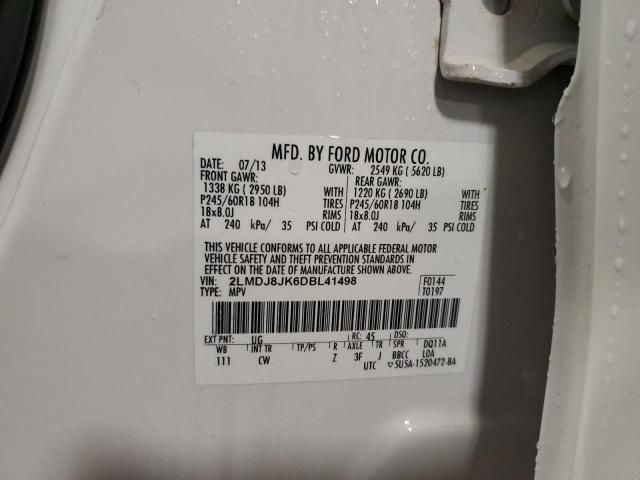 MFD. BY FORD MOTOR CO.
DATE: 07/13 GVWR: 2549 KG ( 5620 LB)
FRONT GAWR: REAR GAWR:
1338 KG ( 2950 LB) WITH 1220 KG ( 2690 LB) WITH
P245/60R18 104H TIRES P245/60R18 104H TIRES
18x8.0J RIMS 18x8.0J RIMS
AT 240 kPa/ 35 PSI COLD AT 240 kPa/ 35 PSI COLD
THIS VEHICLE CONFORMS TO ALL APPLICABLE FEDERAL MOTOR
VEHICLE SAFETY AND THEFT PREVENTION STANDARDS IN
EFFECT ON THE DATE OF MANUFACTURE SHOWN ABOVE.
VIN: 2LMDJ8JK6DBL41498 F0144
TYPE: MPV T0197
EXT PNT: UG RC: 45 DSO:
WB INT TR TP/PS R AXLE TR SPR DQ11A
111 CW Z 3F J BBCC LOA
UTC ▽5U5A-1520472-BA